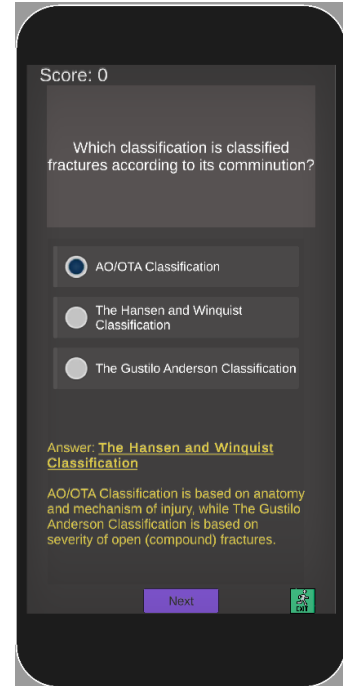 Score: 0
Which classification is classified
fractures according to its comminution?
AO/OTA Classification
The Hansen and Winquist
Classification
The Gustilo Anderson Classification
Answer: The Hansen and Winquist
Classification
AO/OTA Classification is based on anatomy
and mechanism of injury, while The Gustilo
Anderson Classification is based on
severity of open (compound) fractures.
Next
EXIT